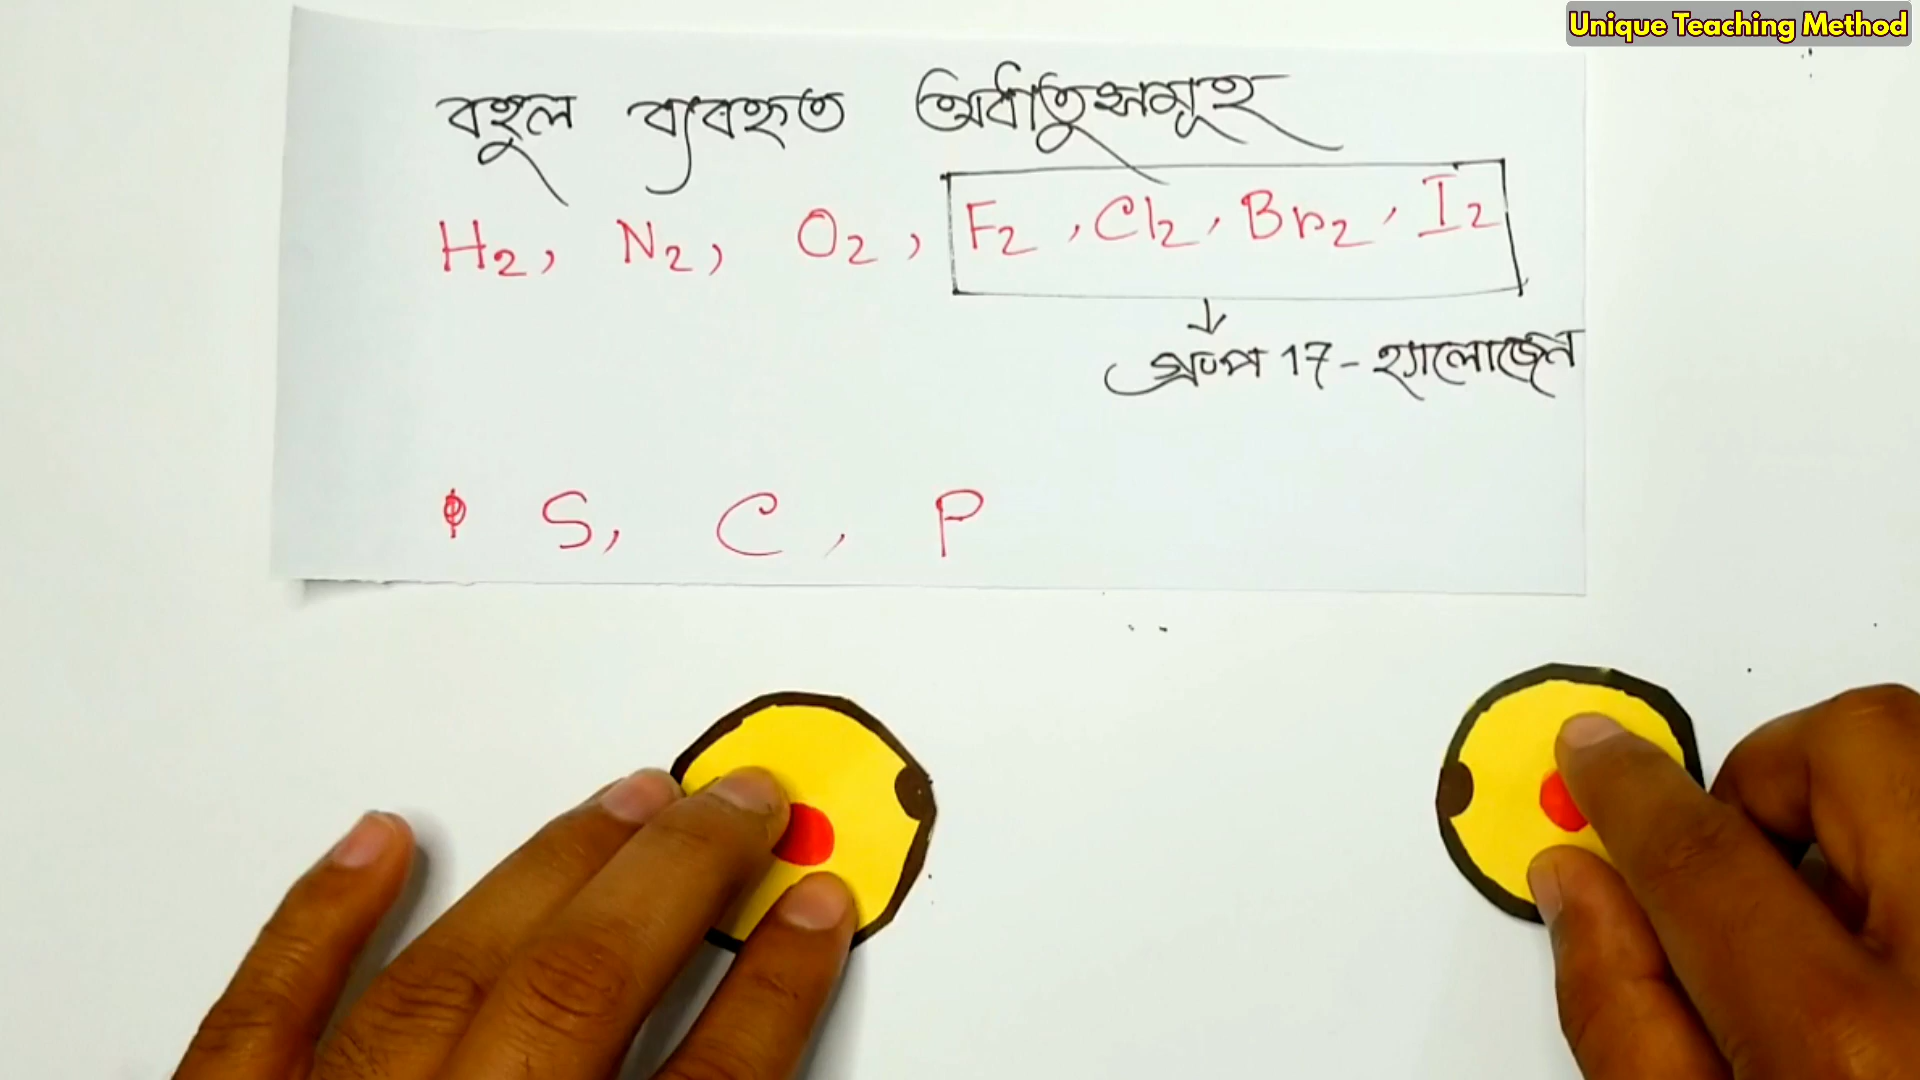 Unique Teaching Method
বহুল ব্যবহৃত অধাতুসমূহ
H₂, N₂, O₂, F₂, Cl₂, Br₂, I₂
গ্রুপ 17 - হ্যালোজেন
S, C, P